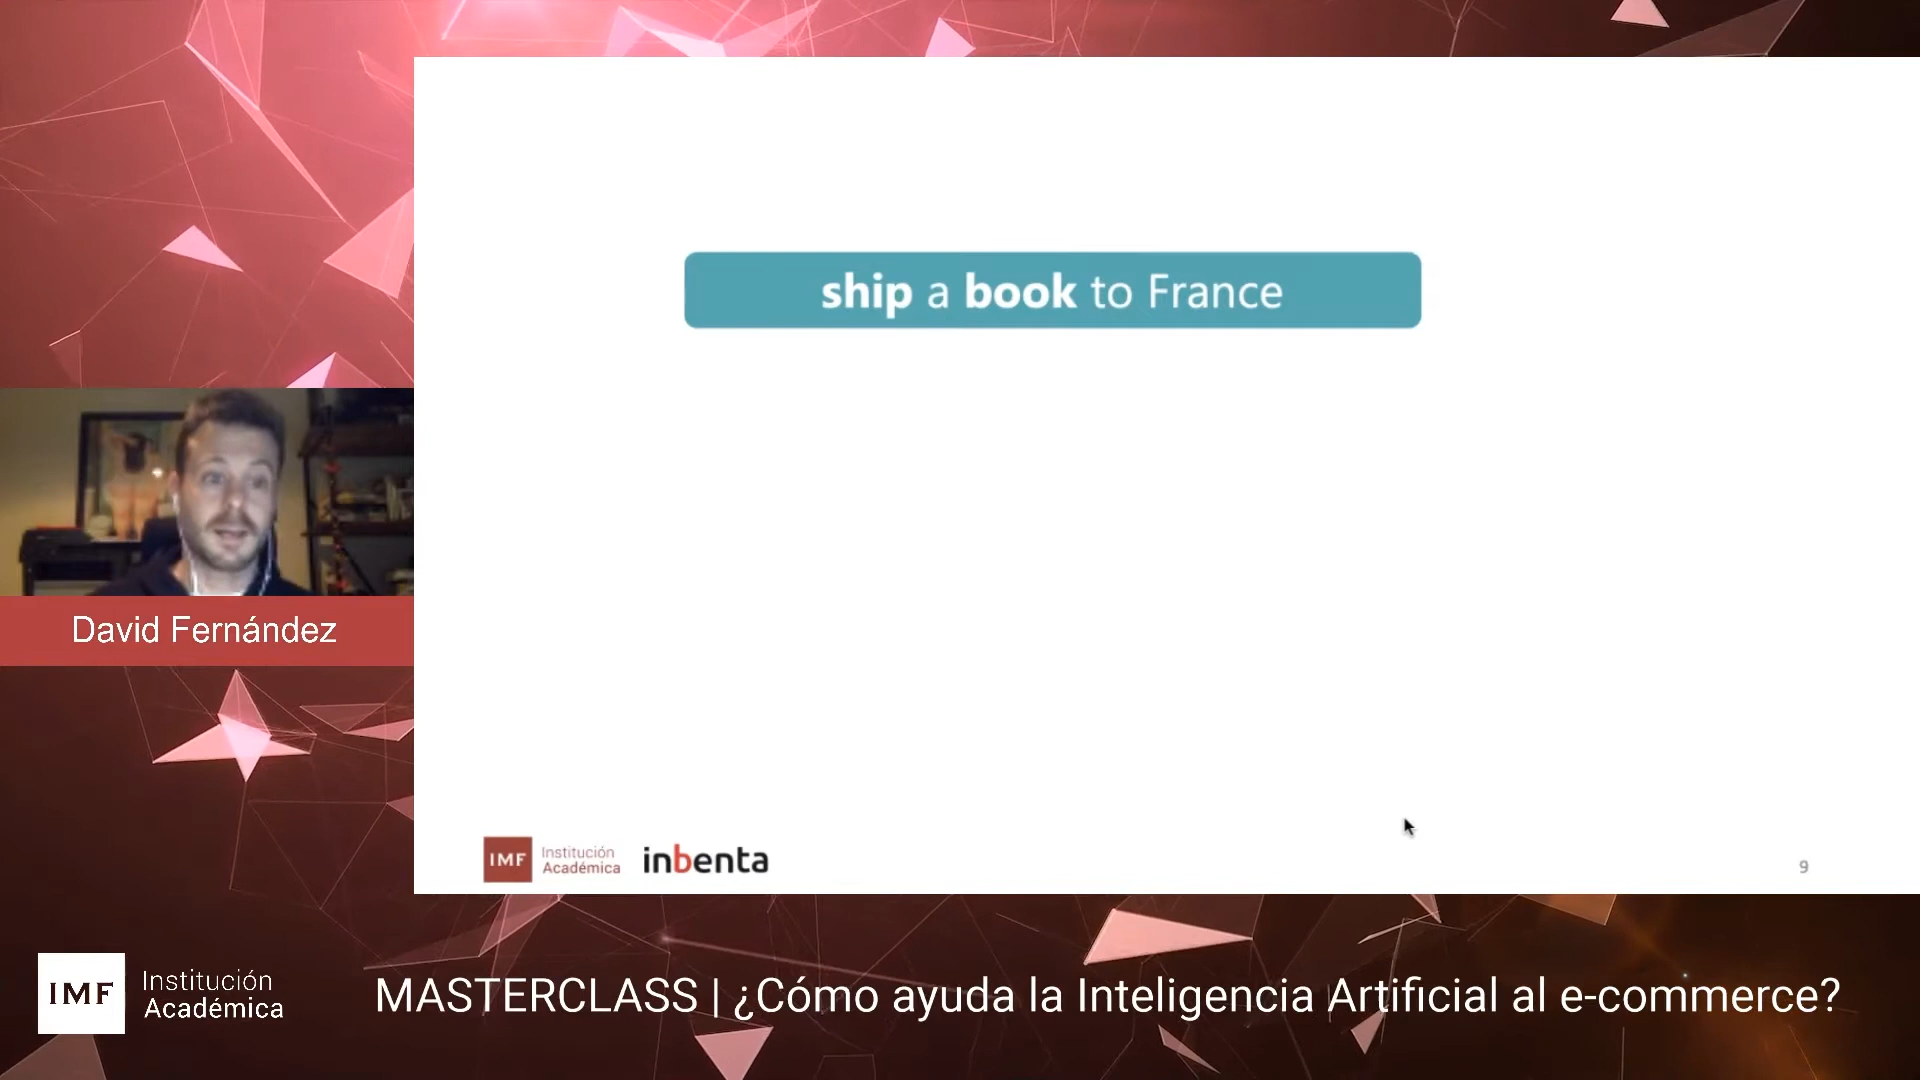 ship a book to France
David Fernández
IMF Institución
Académica
inbenta
9
IMF Institución
Académica
MASTERCLASS | ¿Cómo ayuda la Inteligencia Artificial al e-commerce?